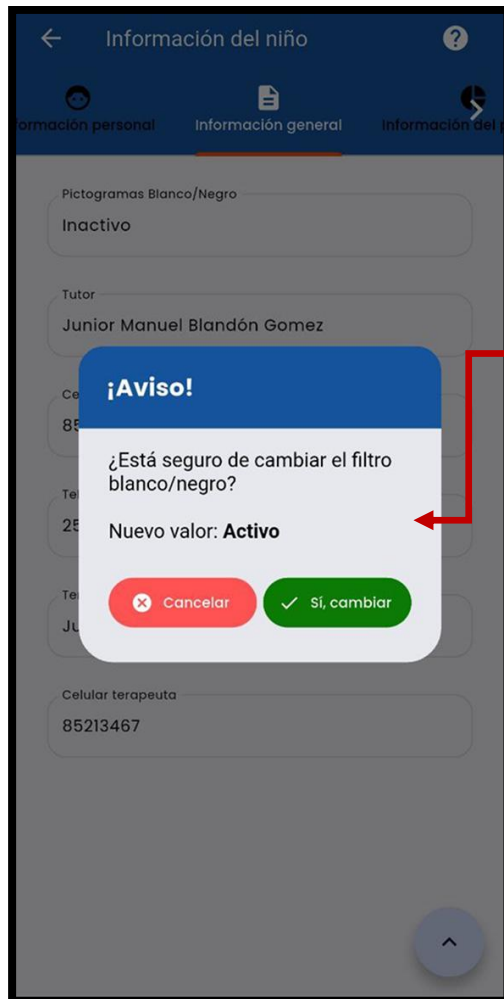 Información del niño
formación personal
Información general
Información del
Pictogramas Blanco/Negro
Inactivo
Tutor
Junior Manuel Blandón Gomez
¡Aviso!
¿Está seguro de cambiar el filtro
blanco/negro?
Nuevo valor: Activo
Cancelar
Sí, cambiar
Celular terapeuta
85213467